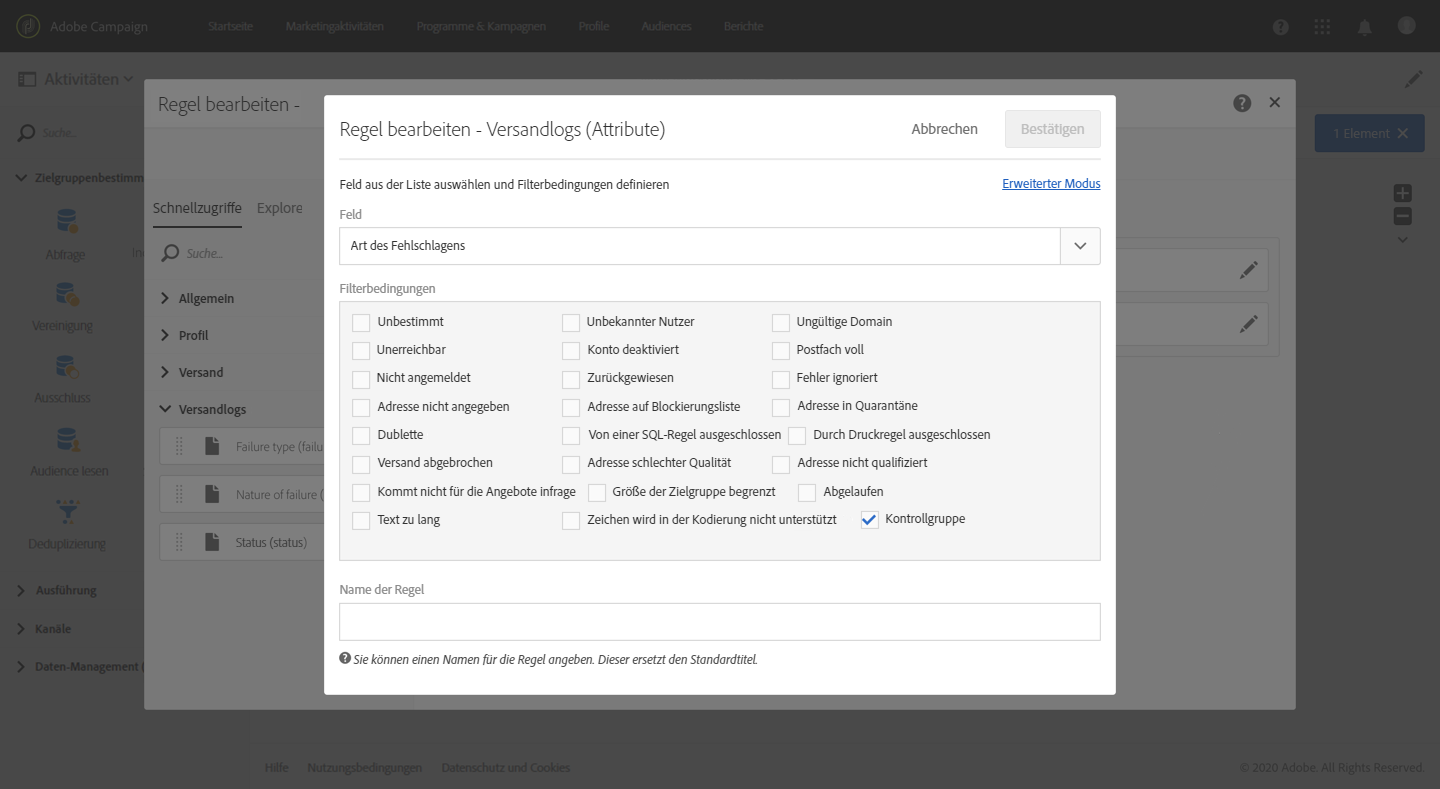 Adobe Campaign Startseite Marketingaktivitäten Programme & Kampagnen Profile Audiences Berichte
Aktivitäten
Regel bearbeiten -
Regel bearbeiten - Versandlogs (Attribute) Abbrechen Bestätigen
Suche...
1 Element
Zielgruppenbestimm
Feld aus der Liste auswählen und Filterbedingungen definieren Erweiterter Modus
Schnellzugriffe Explore
Feld
Art des Fehlschlagens
Abfrage
Suche...
Filterbedingungen
Allgemein
Unbestimmt Unbekannter Nutzer Ungültige Domain
Vereinigung
Profil
Unerreichbar Konto deaktiviert Postfach voll
Versand
Nicht angemeldet Zurückgewiesen Fehler ignoriert
Ausschluss
Versandlogs
Adresse nicht angegeben Adresse auf Blockierungsliste Adresse in Quarantäne
Dublette Von einer SQL-Regel ausgeschlossen Durch Druckregel ausgeschlossen
Failure type (failu
Audience lesen
Versand abgebrochen Adresse schlechter Qualität Adresse nicht qualifiziert
Nature of failure (
Kommt nicht für die Angebote infrage Größe der Zielgruppe begrenzt Abgelaufen
Text zu lang Zeichen wird in der Kodierung nicht unterstützt Kontrollgruppe
Deduplizierung
Status (status)
Ausführung
Name der Regel
Kanäle
Daten-Management (
Sie können einen Namen für die Regel angeben. Dieser ersetzt den Standardtitel.
Hilfe Nutzungsbedingungen Datenschutz und Cookies © 2020 Adobe. All Rights Reserved.